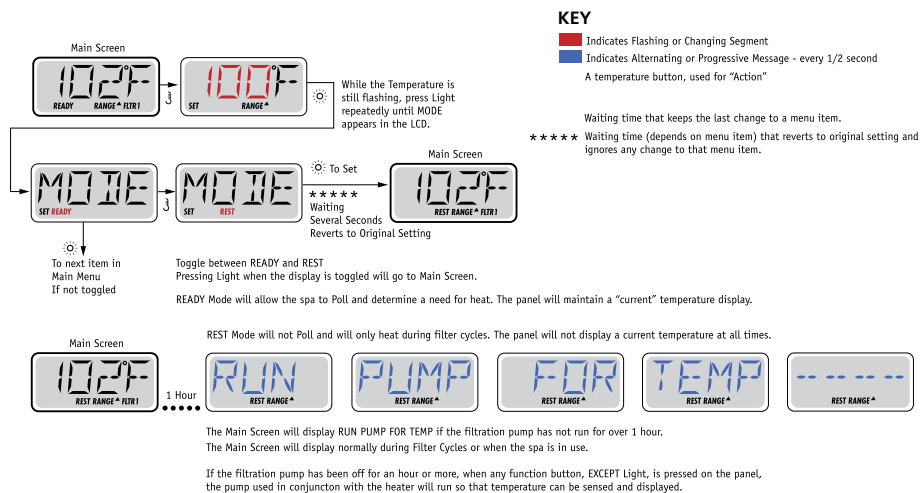 KEY
Indicates Flashing or Changing Segment
Indicates Alternating or Progressive Message - every 1/2 second
A temperature button, used for “Action”
Waiting time that keeps the last change to a menu item.
***** Waiting time (depends on menu item) that reverts to original setting and
ignores any change to that menu item.
Main Screen
102°F
READY RANGE FLTR1
100°F
SET RANGE
While the Temperature is
still flashing, press Light
repeatedly until MODE
appears in the LCD.
MODE
SET READY
MODE
SET REST
To Set
*****
Waiting
Several Seconds
Reverts to Original Setting
Main Screen
102°F
REST RANGE FLTR1
To next item in
Main Menu
If not toggled
Toggle between READY and REST
Pressing Light when the display is toggled will go to Main Screen.
READY Mode will allow the spa to Poll and determine a need for heat. The panel will maintain a “current” temperature display.
REST Mode will not Poll and will only heat during filter cycles. The panel will not display a current temperature at all times.
Main Screen
102°F
REST RANGE FLTR1
1 Hour
RUN
REST RANGE
PUMP
REST RANGE
FOR
REST RANGE
TEMP
REST RANGE
-- -- -- --
REST RANGE
The Main Screen will display RUN PUMP FOR TEMP if the filtration pump has not run for over 1 hour.
The Main Screen will display normally during Filter Cycles or when the spa is in use.
If the filtration pump has been off for an hour or more, when any function button, EXCEPT Light, is pressed on the panel,
the pump used in conjuncton with the heater will run so that temperature can be sensed and displayed.